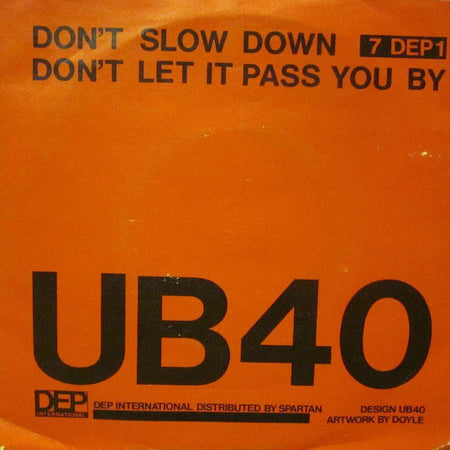 DON'T SLOW DOWN 7 DEP 1
DON'T LET IT PASS YOU BY
UB40
DEP
INTERNATIONAL
DEP INTERNATIONAL DISTRIBUTED BY SPARTAN
DESIGN UB40
ARTWORK BY DOYLE